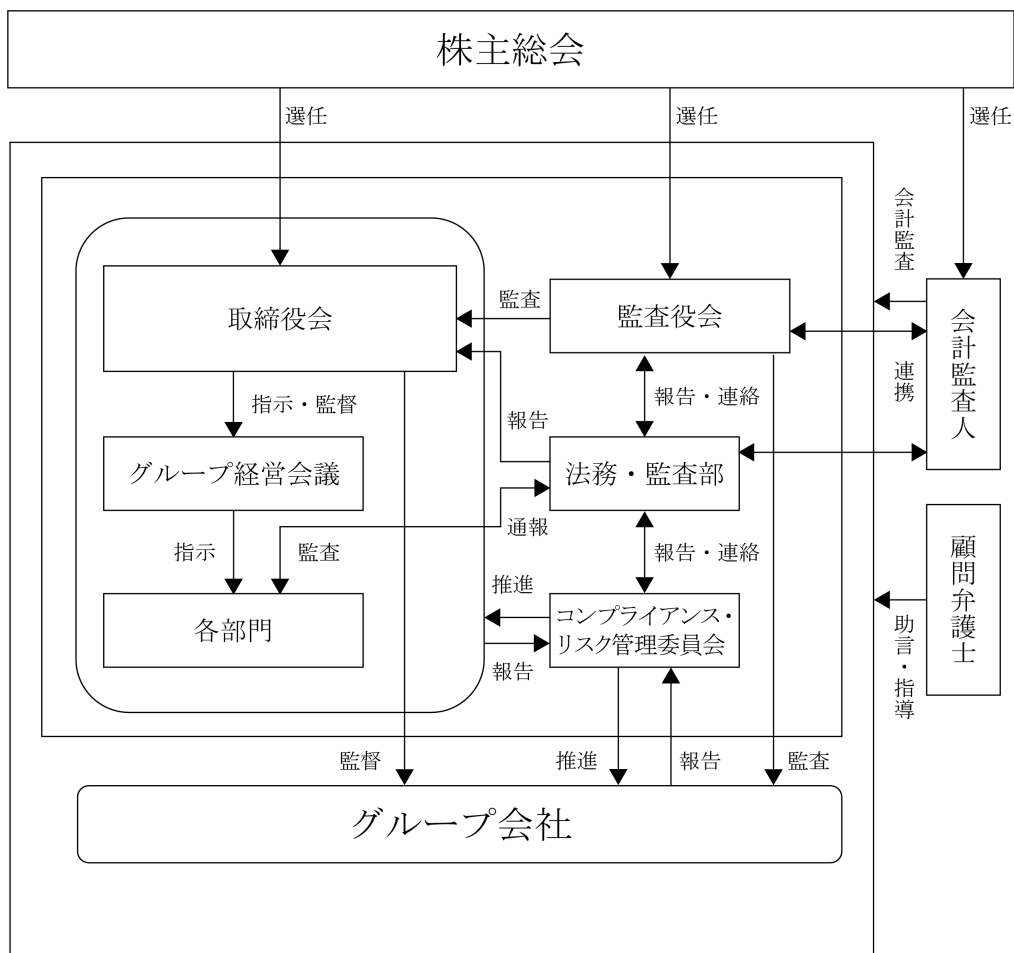 株主総会
選任
選任
選任
会計監査
取締役会
監査
監査役会
会計監査人
連携
指示・監督
報告
報告・連絡
グループ経営会議
法務・監査部
通報
指示
監査
報告・連絡
顧問弁護士
助言・指導
推進
各部門
コンプライアンス・
リスク管理委員会
報告
監督
推進
報告
監査
グループ会社